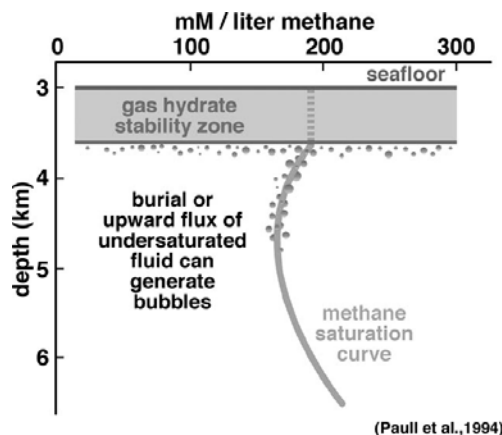 mM / liter methane
0
100
200
300
seafloor
3
gas hydrate
stability zone
4
burial or
upward flux of
undersaturated
fluid can
generate
bubbles
depth (km)
5
methane
saturation
curve
6
(Paull et al.,1994)